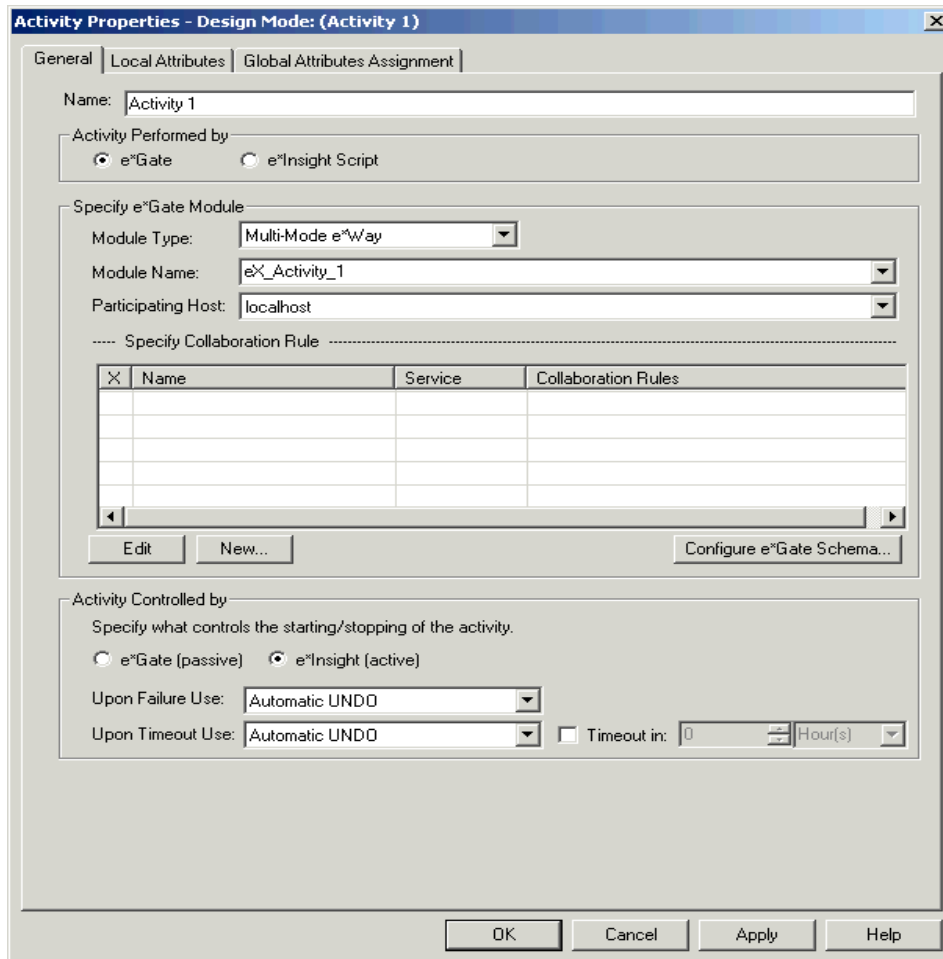 Activity Properties - Design Mode: (Activity 1)
General Local Attributes Global Attributes Assignment
Name: Activity 1
Activity Performed by
e*Gate e*Insight Script
Specify e*Gate Module
Module Type: Multi-Mode e*Way
Module Name: eX_Activity_1
Participating Host: localhost
----- Specify Collaboration Rule -----
X Name Service Collaboration Rules
Edit New... Configure e*Gate Schema...
Activity Controlled by
Specify what controls the starting/stopping of the activity.
e*Gate (passive) e*Insight (active)
Upon Failure Use: Automatic UNDO
Upon Timeout Use: Automatic UNDO Timeout in: 0 Hour(s)
OK Cancel Apply Help